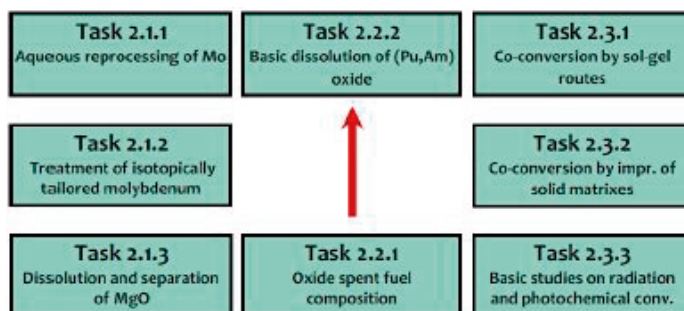 Task 2.1.1
Aqueous reprocessing of Mo
Task 2.2.2
Basic dissolution of (Pu,Am)
oxide
Task 2.3.1
Co-conversion by sol-gel
routes
Task 2.1.2
Treatment of isotopically
tailored molybdenum
Task 2.3.2
Co-conversion by impr. of
solid matrixes
Task 2.1.3
Dissolution and separation
of MgO
Task 2.2.1
Oxide spent fuel
composition
Task 2.3.3
Basic studies on radiation
and photochemical conv.